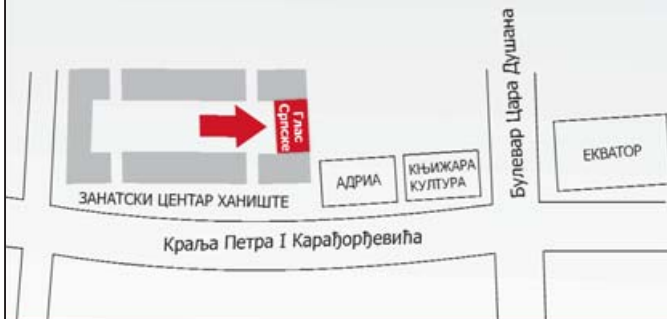 Глас
Српске
ЗАНАТСКИ ЦЕНТАР ХАНИШТЕ
АДРИА
КЊИЖАРА
КУЛТУРА
Булевар Цара Душана
ЕКВАТОР
Краља Петра I Карађорђевића